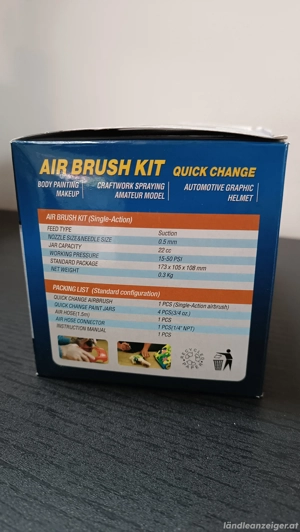 AIR BRUSH KIT QUICK CHANGE
BODY PAINTING MAKEUP
CRAFTWORK SPRAYING AMATEUR MODEL
AUTOMOTIVE GRAPHIC HELMET
AIR BRUSH KIT (Single-Action)
FEED TYPE Suction
NOZZLE SIZE&NEEDLE SIZE 0.5 mm
JAR CAPACITY 22 cc
WORKING PRESSURE 15-50 PSI
STANDARD PACKAGE 173 x 105 x 108 mm
NET WEIGHT 0.3 Kg
PACKING LIST (Standard configuration)
QUICK CHANGE AIRBRUSH 1 PCS (Single-Action airbrush)
QUICK CHANGE PAINT JARS 4 PCS(3/4 oz.)
AIR HOSE(1.5m) 1 PCS
AIR HOSE CONNECTOR 1 PCS(1/4" NPT)
INSTRUCTION MANUAL 1 PCS
ländleanzeiger.at